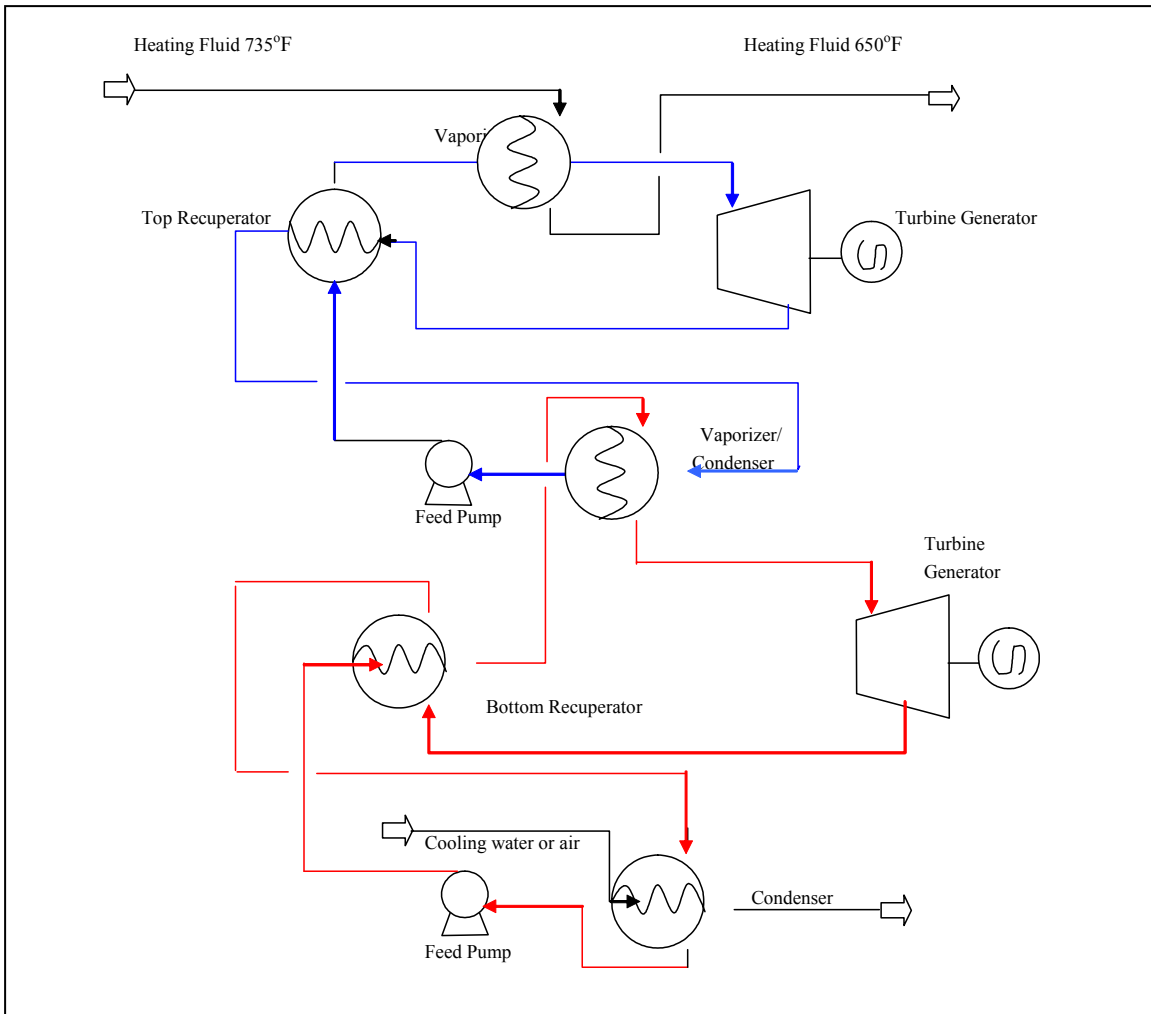 Heating Fluid 735°F
Heating Fluid 650°F
Vapori
Top Recuperator
Turbine Generator
Vaporizer/
Condenser
Feed Pump
Turbine
Generator
Bottom Recuperator
Cooling water or air
Condenser
Feed Pump